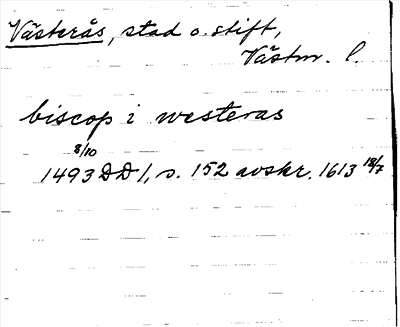 Västerås, stad o. stift,
Västm. l.
biscop i westeras
8/10
1493 DD 1, s. 152 avskr. 1613 18/7